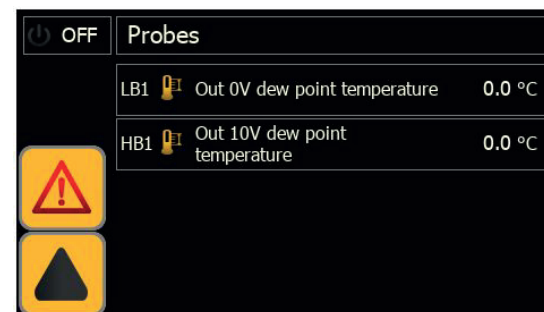 OFF
Probes
LB1 Out 0V dew point temperature 0.0 °C
HB1 Out 10V dew point
temperature 0.0 °C